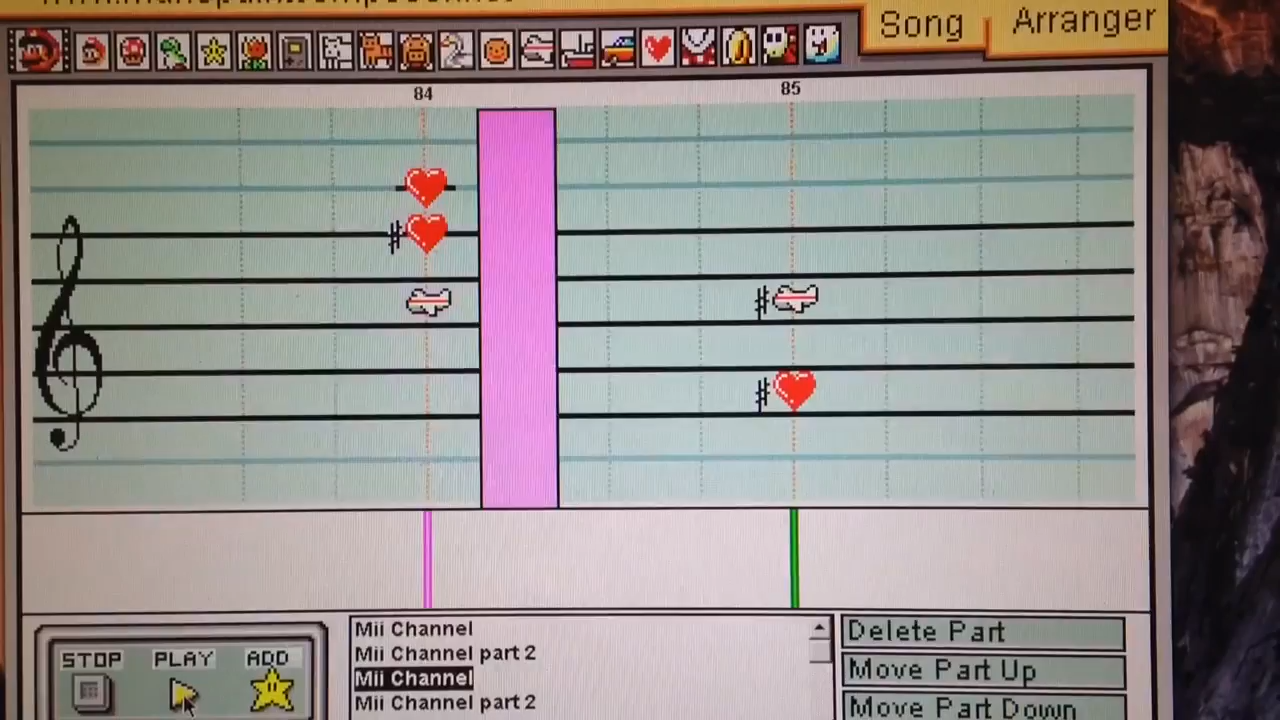 Song
Arranger
84
85
STOP
PLAY
ADD
Mii Channel
Mii Channel part 2
Mii Channel
Mii Channel part 2
Delete Part
Move Part Up
Move Part Down